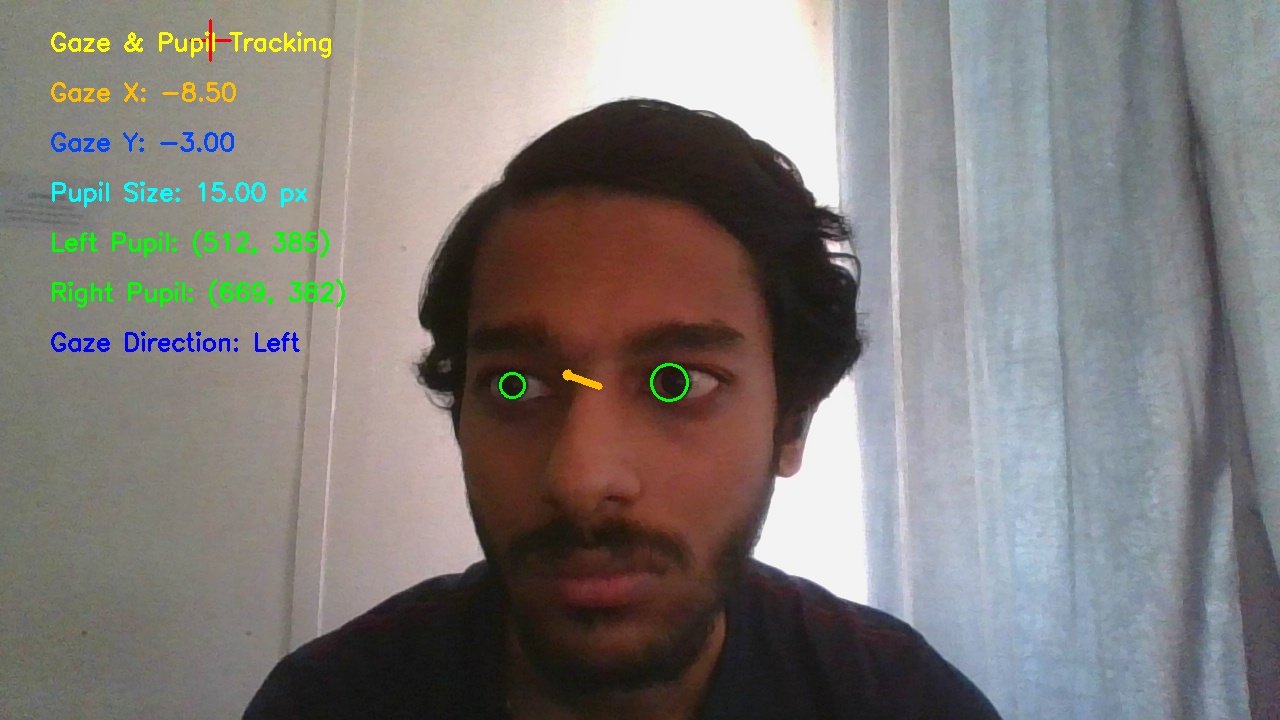 Gaze & Pupil Tracking
Gaze X: -8.50
Gaze Y: -3.00
Pupil Size: 15.00 px
Left Pupil: (512, 385)
Right Pupil: (669, 382)
Gaze Direction: Left